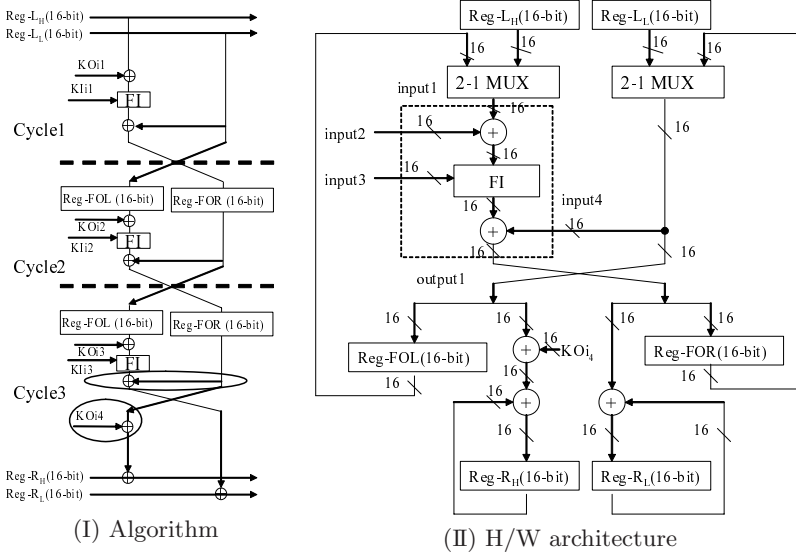 Reg-LH(16-bit)
Reg-LL(16-bit)
KOi1
KIi1
FI
Cycle1
Reg-FOL (16-bit)
Reg-FOR (16-bit)
KOi2
KIi2
FI
Cycle2
Reg-FOL (16-bit)
Reg-FOR (16-bit)
KOi3
KIi3
FI
Cycle3
KOi4
Reg-RH(16-bit)
Reg-RL(16-bit)
(I) Algorithm
Reg-LH(16-bit)
Reg-LL(16-bit)
16
16
16
16
2-1 MUX
2-1 MUX
input1
16
input2
16
16
16
input3
16
FI
input4
16
16
16
16
output1
16
16
16
16
16
Reg-FOL(16-bit)
16
KOi4
Reg-FOR(16-bit)
16
16
16
16
16
16
16
Reg-RH(16-bit)
Reg-RL(16-bit)
(II) H/W architecture